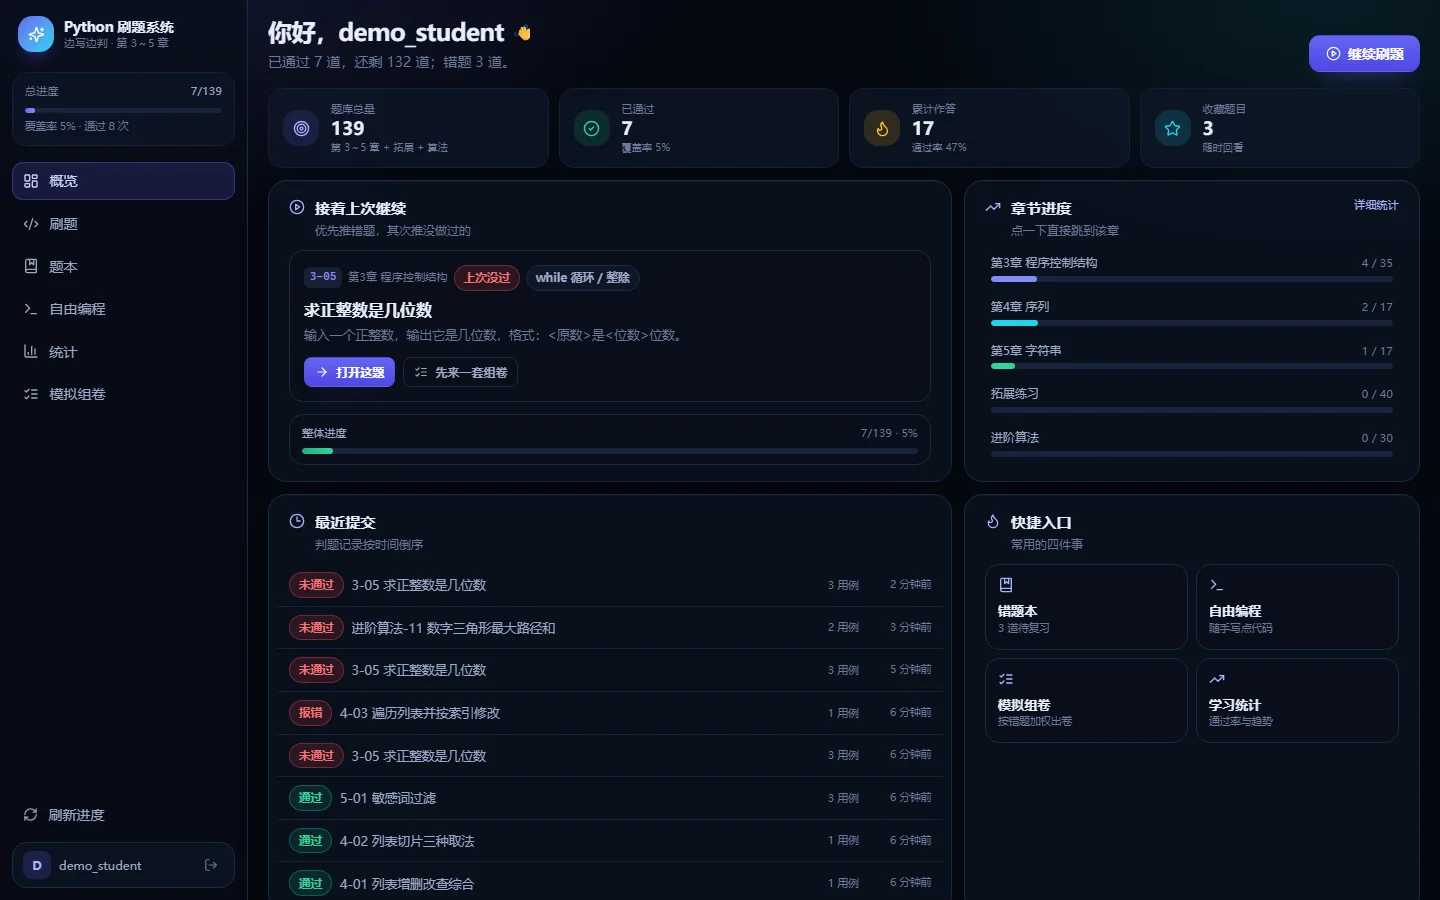 Python 刷题系统
边写边判 · 第 3 ~ 5 章
总进度 7/139
覆盖率 5% · 通过 8 次
概览
刷题
题本
自由编程
统计
模拟组卷
刷新进度
D demo_student
你好，demo_student 👋
已通过 7 道，还剩 132 道；错题 3 道。
继续刷题
题库总量
139
第 3 ~ 5 章 + 拓展 + 算法
已通过
7
覆盖率 5%
累计作答
17
通过率 47%
收藏题目
3
随时回看
接着上次继续
优先推错题，其次推没做过的
3-05 第3章 程序控制结构 上次没过 while 循环 / 整除
求正整数是几位数
输入一个正整数，输出它是几位数，格式：<原数>是<位数>位数。
打开这题 先来一套组卷
整体进度 7/139 · 5%
章节进度 详细统计
点一下直接跳到该章
第3章 程序控制结构 4 / 35
第4章 序列 2 / 17
第5章 字符串 1 / 17
拓展练习 0 / 40
进阶算法 0 / 30
最近提交
判题记录按时间倒序
未通过 3-05 求正整数是几位数 3 用例 2 分钟前
未通过 进阶算法-11 数字三角形最大路径和 2 用例 3 分钟前
未通过 3-05 求正整数是几位数 3 用例 5 分钟前
报错 4-03 遍历列表并按索引修改 1 用例 6 分钟前
未通过 3-05 求正整数是几位数 3 用例 6 分钟前
通过 5-01 敏感词过滤 3 用例 6 分钟前
通过 4-02 列表切片三种取法 1 用例 6 分钟前
通过 4-01 列表增删改查综合 1 用例 6 分钟前
快捷入口
常用的四件事
错题本
3 道待复习
自由编程
随手写点代码
模拟组卷
按错题加权出卷
学习统计
通过率与趋势